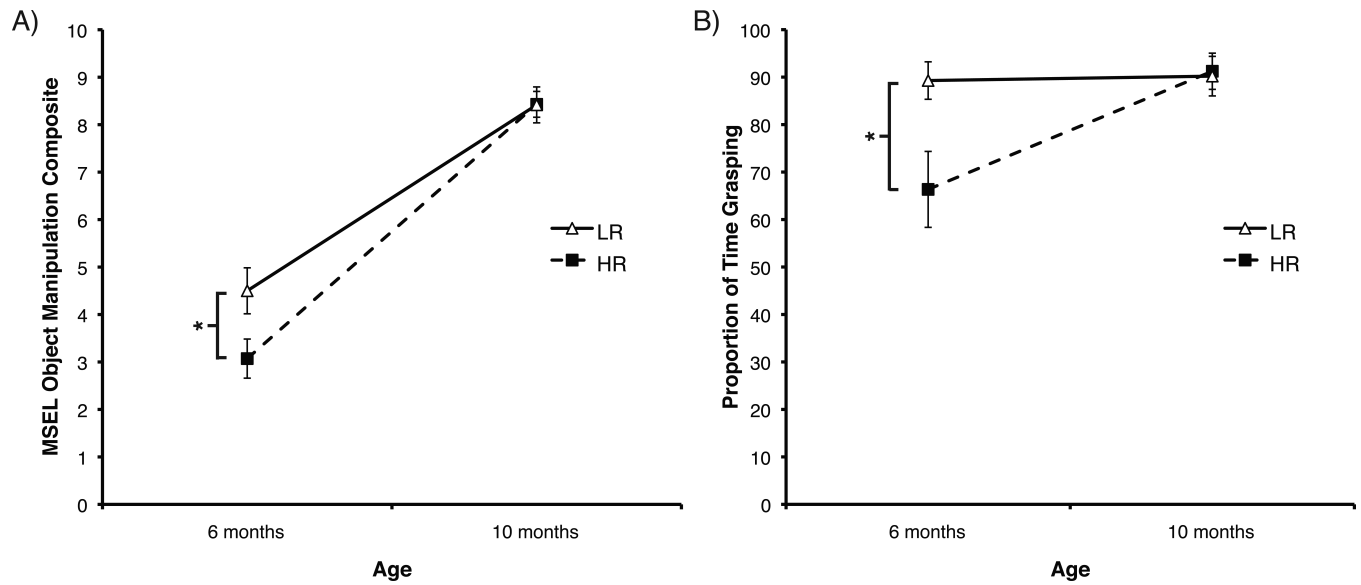 A)
MSEL Object Manipulation Composite
10
9
8
7
6
5
4
3
2
1
0
*
LR
HR
6 months
10 months
Age
B)
Proportion of Time Grasping
100
90
80
70
60
50
40
30
20
10
0
*
LR
HR
6 months
10 months
Age